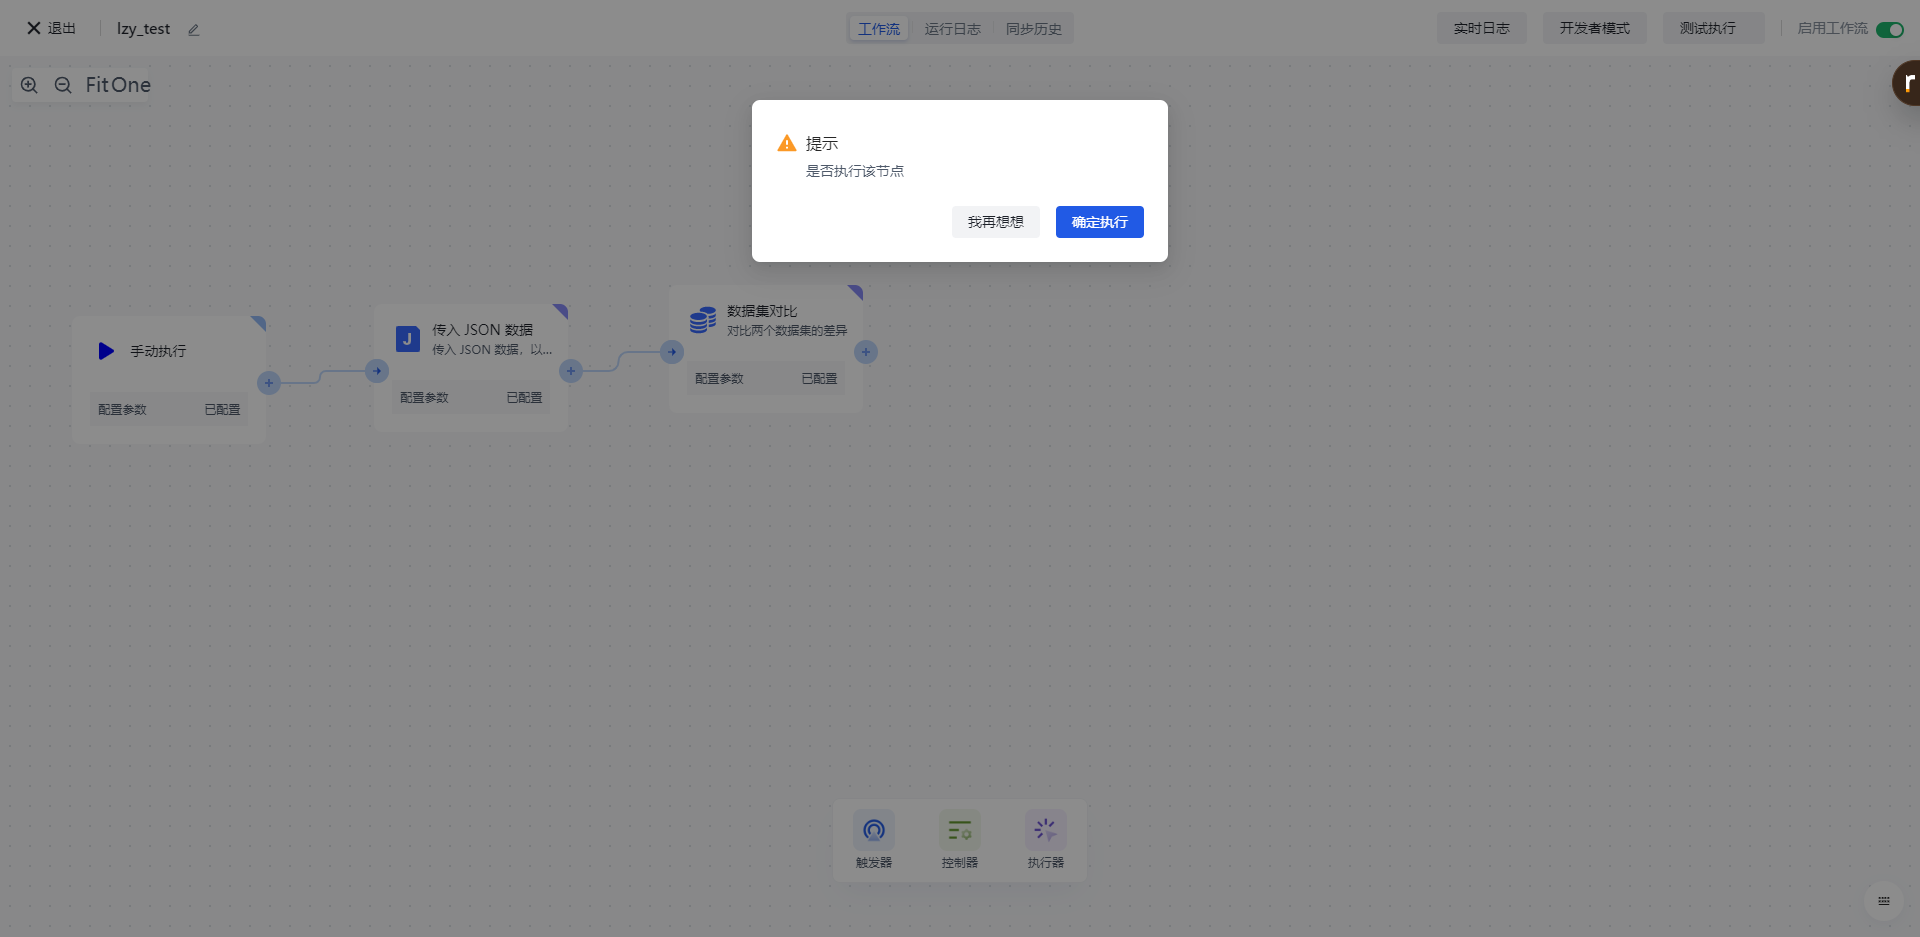 退出
lzy_test
工作流
运行日志
同步历史
实时日志
开发者模式
测试执行
启用工作流
Fit One
r
提示
是否执行该节点
我再想想
确定执行
手动执行
配置参数
已配置
J
传入 JSON 数据
传入 JSON 数据，以...
配置参数
已配置
数据集对比
对比两个数据集的差异
配置参数
已配置
触发器
控制器
执行器